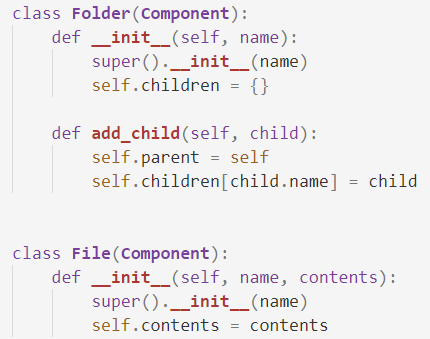 class Folder(Component):
    def __init__(self, name):
        super().__init__(name)
        self.children = {}
    def add_child(self, child):
        self.parent = self
        self.children[child.name] = child
class File(Component):
    def __init__(self, name, contents):
        super().__init__(name)
        self.contents = contents